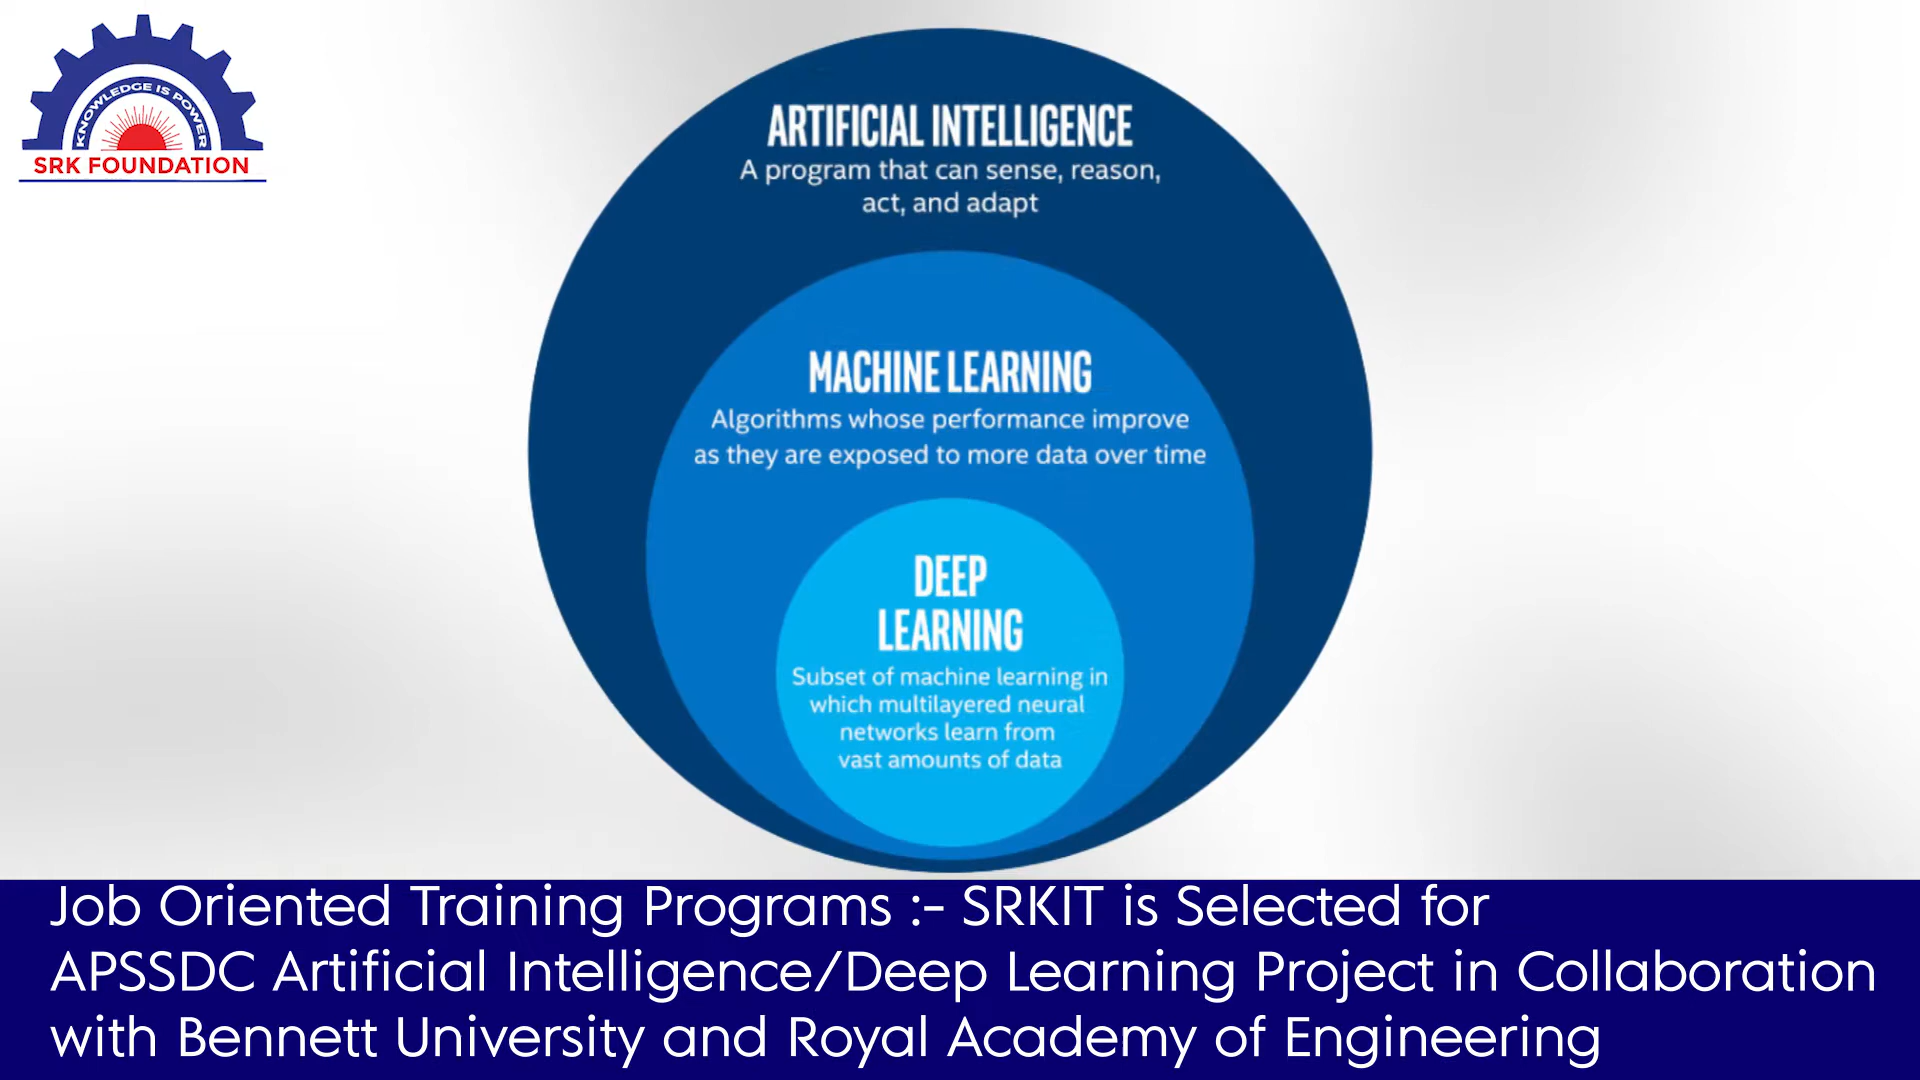 KNOWLEDGE IS POWER
SRK FOUNDATION
ARTIFICIAL INTELLIGENCE
A program that can sense, reason,
act, and adapt
MACHINE LEARNING
Algorithms whose performance improve
as they are exposed to more data over time
DEEP
LEARNING
Subset of machine learning in
which multilayered neural
networks learn from
vast amounts of data
Job Oriented Training Programs :- SRKIT is Selected for
APSSDC Artificial Intelligence/Deep Learning Project in Collaboration
with Bennett University and Royal Academy of Engineering